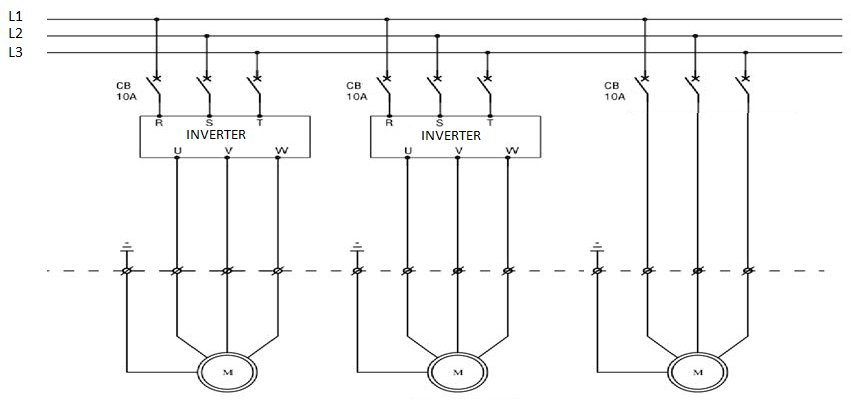 L1
L2
L3
CB
10A
CB
10A
CB
10A
R S T
INVERTER
U V W
R S T
INVERTER
U V W
M
M
M